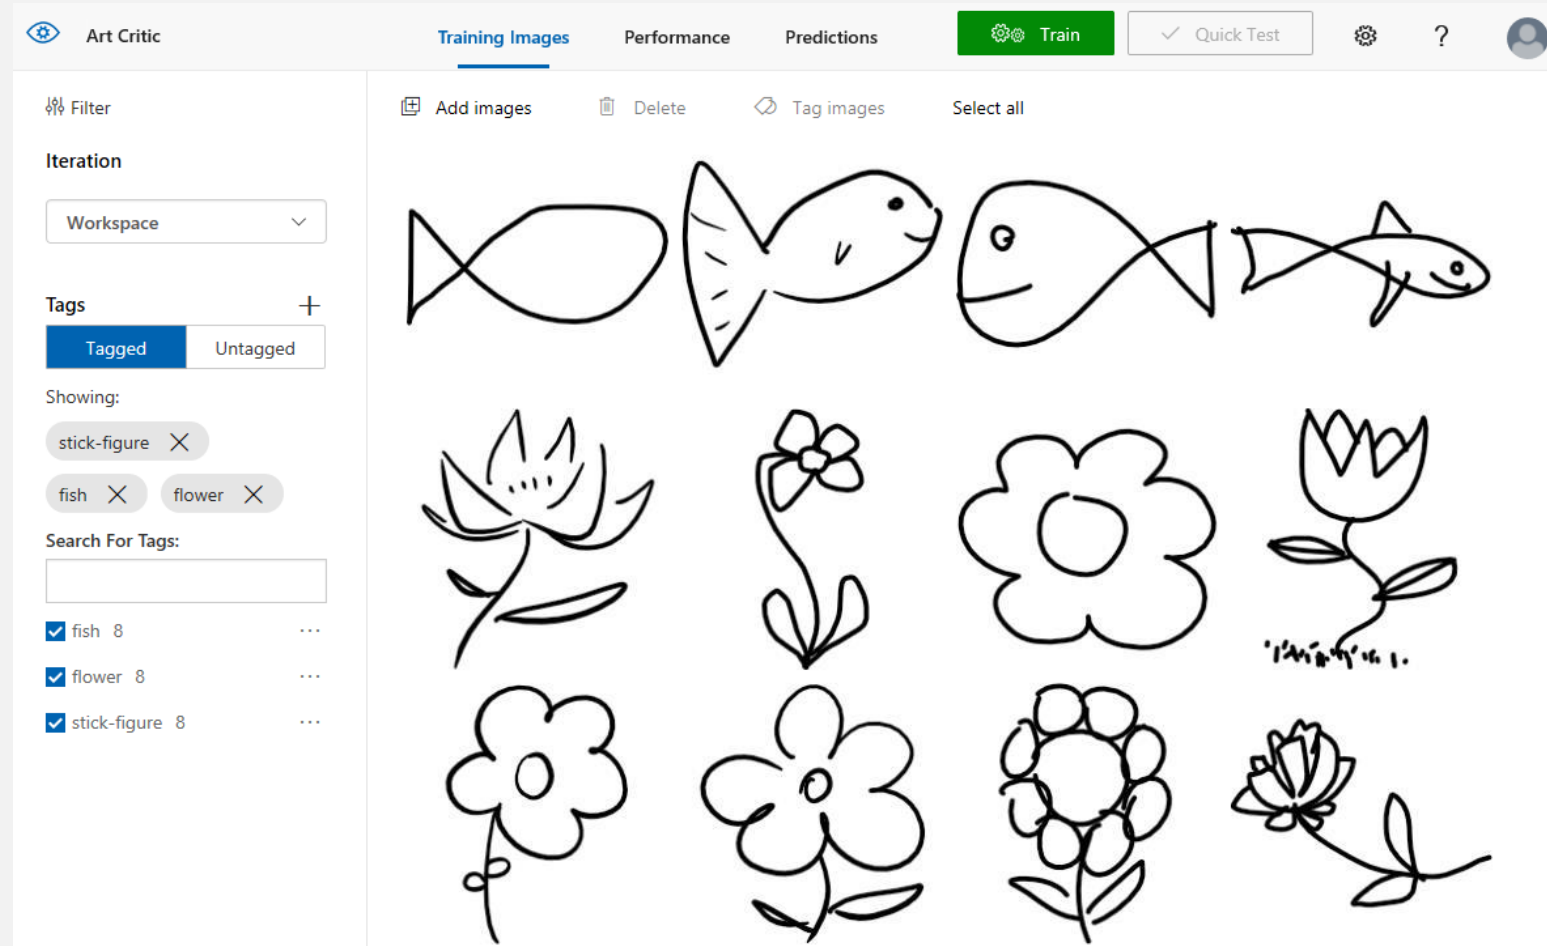 Art Critic
Training Images Performance Predictions Train Quick Test ?
Filter
Add images Delete Tag images Select all
Iteration
Workspace
Tags
Tagged Untagged
Showing:
stick-figure
fish flower
Search For Tags:
fish 8
flower 8
stick-figure 8